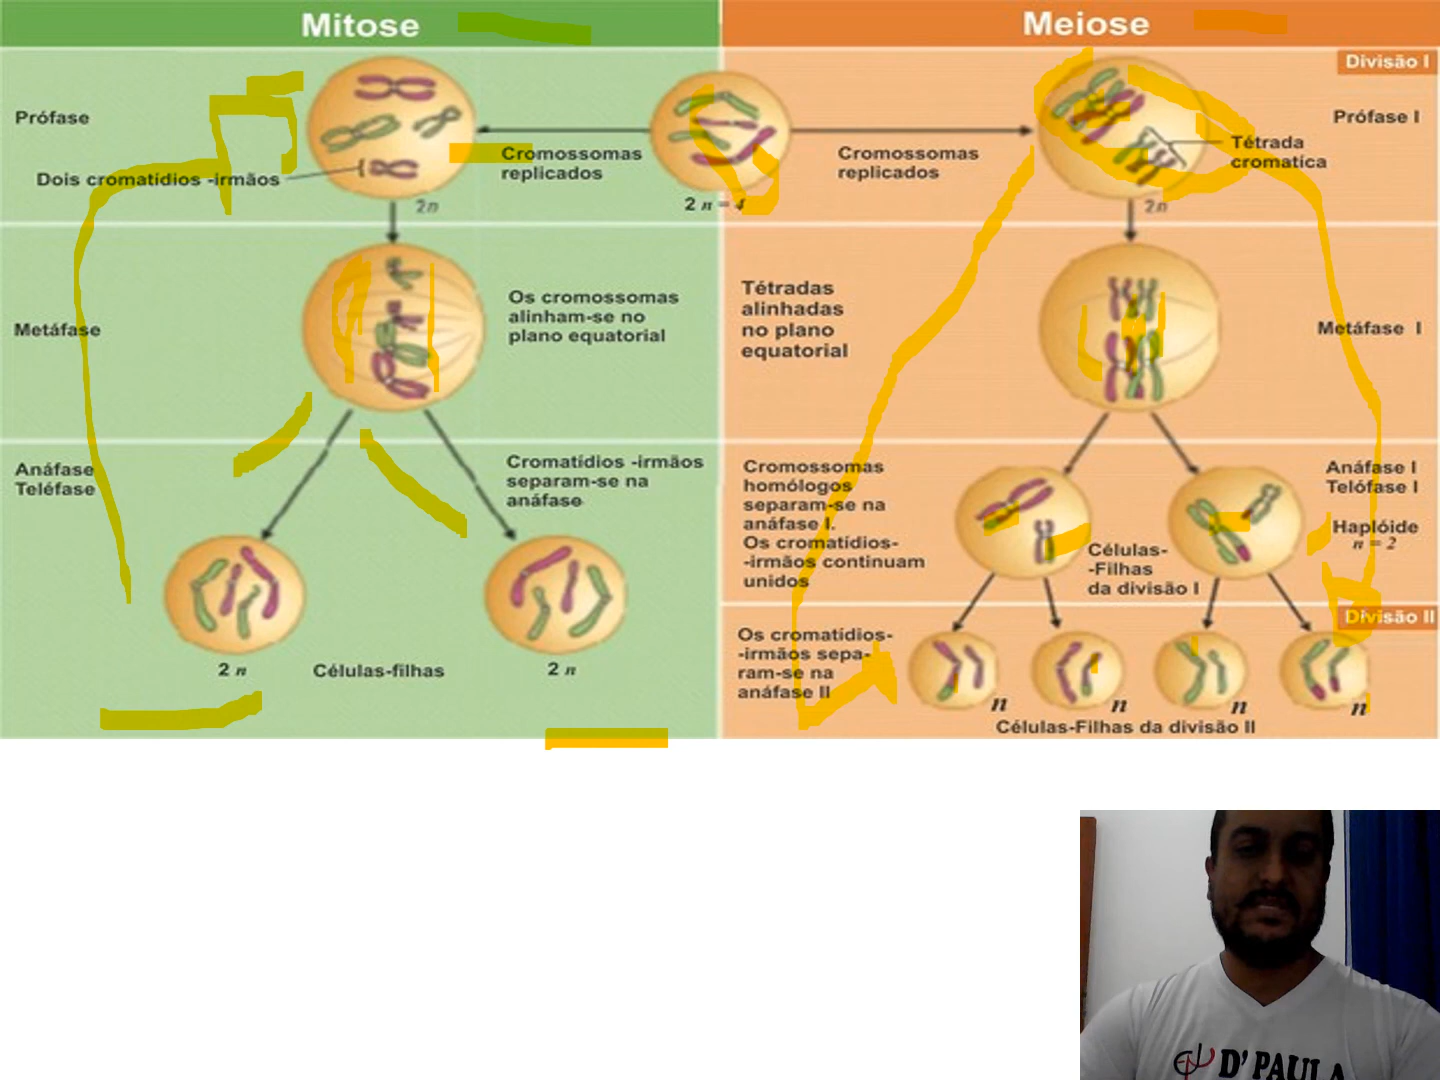 Mitose
Meiose
Divisão I
Prófase
Prófase I
Dois cromatídios -irmãos
Cromossomas
replicados
Cromossomas
replicados
Tétrada
cromatíca
2n
2 n = 4
2n
Metáfase
Os cromossomas
alinham-se no
plano equatorial
Tétradas
alinhadas
no plano
equatorial
Metáfase I
Anáfase
Teléfase
Cromatídios -irmãos
separam-se na
anáfase
Cromossomas
homólogos
separam-se na
anáfase I.
Os cromatídios-
-irmãos continuam
unidos
Anáfase I
Telófase I
Haplóide
n = 2
Células-
-Filhas
da divisão I
Divisão II
2 n
Células-filhas
2 n
Os cromatídios-
-irmãos sepa-
ram-se na
anáfase II
n
n
n
n
Células-Filhas da divisão II
D' PAULA